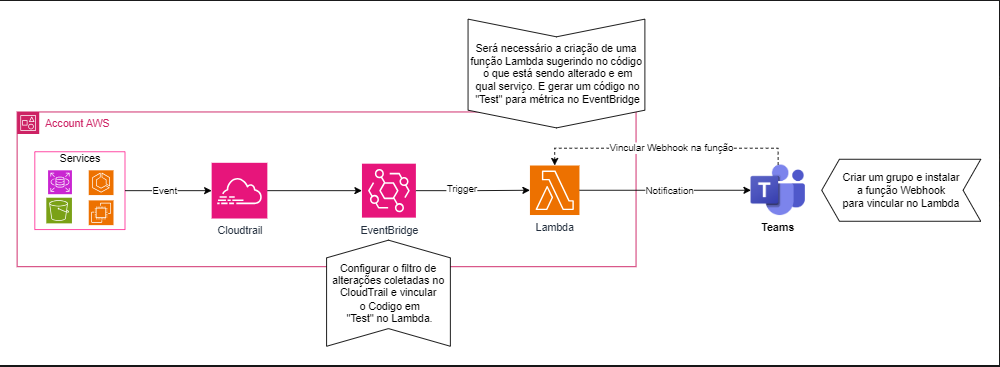 Será necessário a criação de uma
função Lambda sugerindo no código
o que está sendo alterado e em
qual serviço. E gerar um código no
"Test" para métrica no EventBridge
Account AWS
Services
Event
Cloudtrail
EventBridge
Trigger
Lambda
Vincular Webhook na função
Notification
T
Teams
Criar um grupo e instalar
a função Webhook
para vincular no Lambda
Configurar o filtro de
alterações coletadas no
CloudTrail e vincular
o Codigo em
"Test" no Lambda.